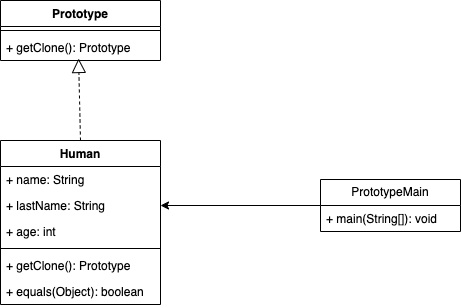 Prototype
+ getClone(): Prototype
Human
+ name: String
+ lastName: String
+ age: int
+ getClone(): Prototype
+ equals(Object): boolean
PrototypeMain
+ main(String[]): void